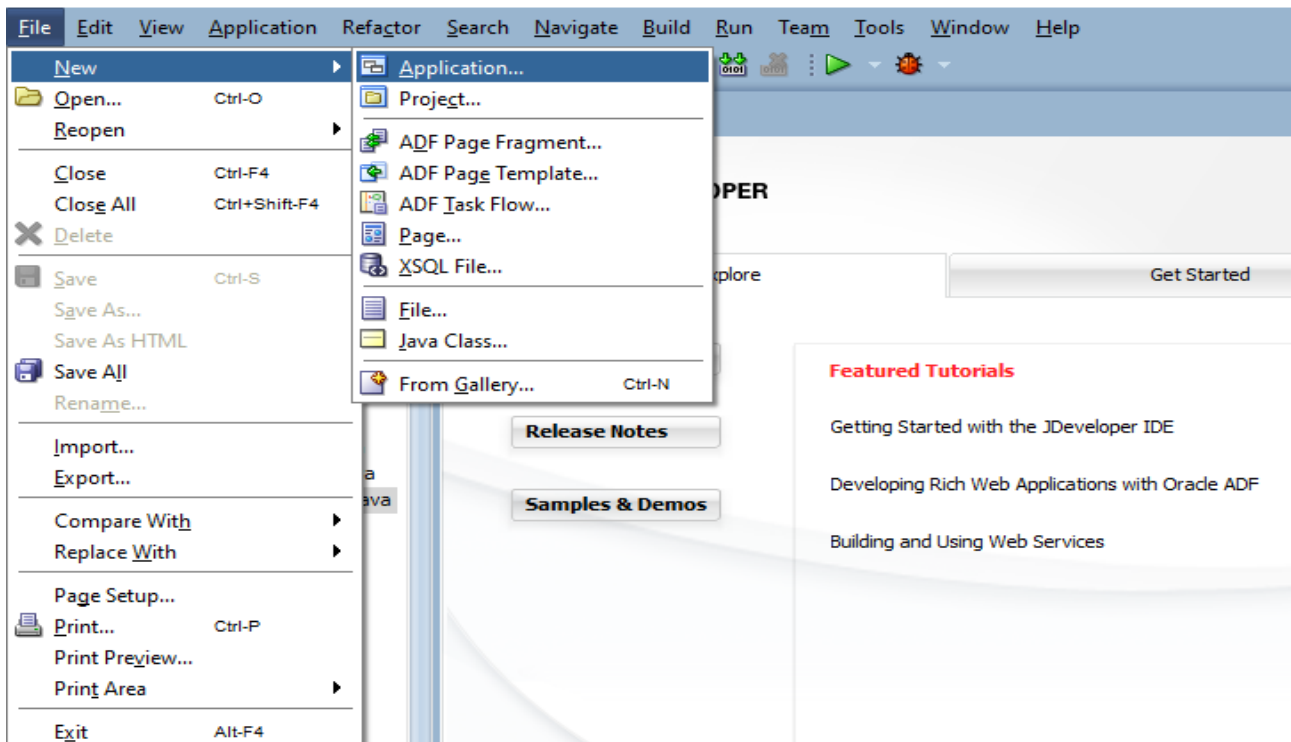 File Edit View Application Refactor Search Navigate Build Run Team Tools Window Help
New
Open... Ctrl-O
Reopen
Close Ctrl-F4
Close All Ctrl+Shift-F4
Delete
Save Ctrl-S
Save As...
Save As HTML
Save All
Rename...
Import...
Export...
Compare With
Replace With
Page Setup...
Print... Ctrl-P
Print Preview...
Print Area
Exit Alt-F4
Application...
Project...
ADF Page Fragment...
ADF Page Template...
ADF Task Flow...
Page...
XSQL File...
File...
Java Class...
From Gallery... Ctrl-N
Get Started
Release Notes
Samples & Demos
Featured Tutorials
Getting Started with the JDeveloper IDE
Developing Rich Web Applications with Oracle ADF
Building and Using Web Services